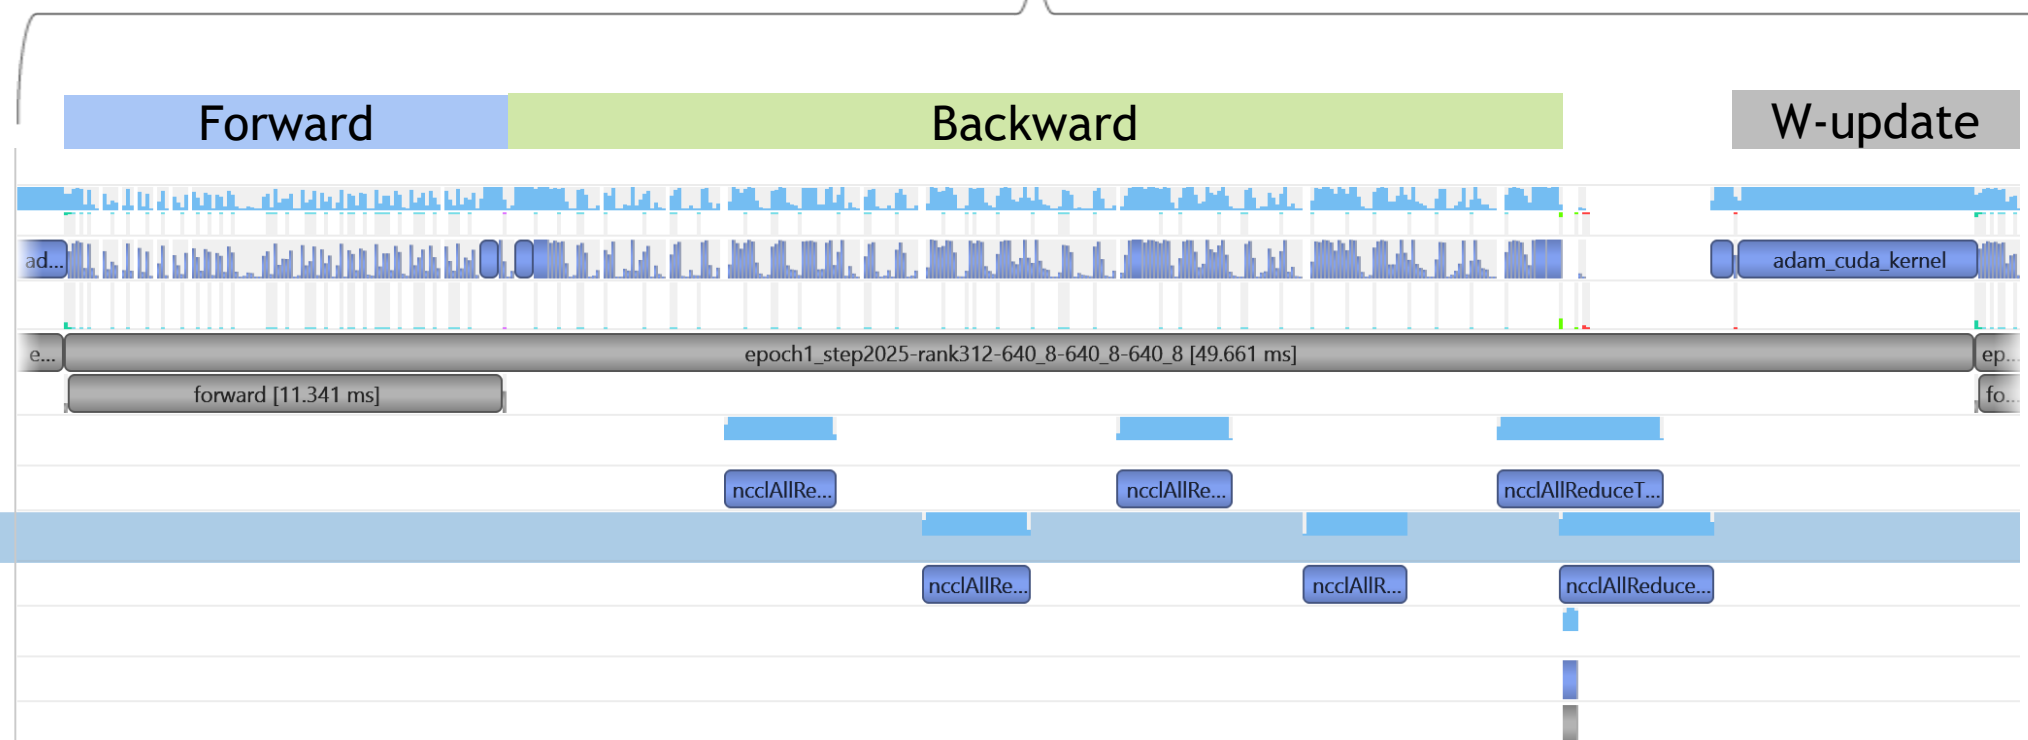 Forward
Backward
W-update
ad...
adam_cuda_kernel
e...
epoch1_step2025-rank312-640_8-640_8-640_8 [49.661 ms]
ep...
forward [11.341 ms]
fo...
ncclAllRe...
ncclAllRe...
ncclAllReduceT...
ncclAllRe...
ncclAllR...
ncclAllReduce...